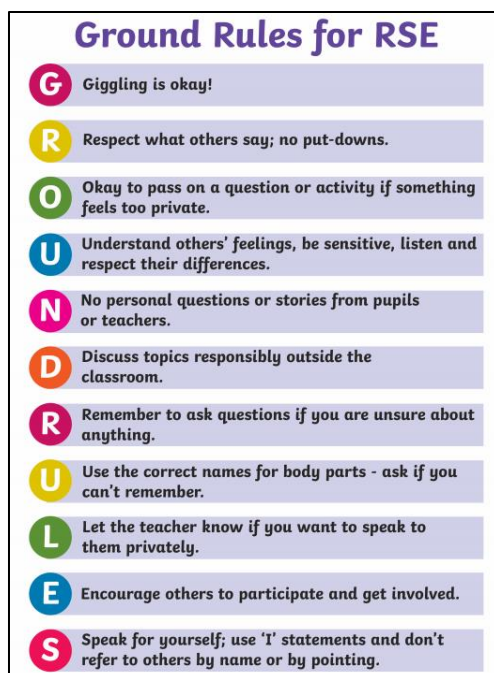 Ground Rules for RSE
G Giggling is okay!
R Respect what others say; no put-downs.
O Okay to pass on a question or activity if something
feels too private.
U Understand others' feelings, be sensitive, listen and
respect their differences.
N No personal questions or stories from pupils
or teachers.
D Discuss topics responsibly outside the
classroom.
R Remember to ask questions if you are unsure about
anything.
U Use the correct names for body parts - ask if you
can't remember.
L Let the teacher know if you want to speak to
them privately.
E Encourage others to participate and get involved.
S Speak for yourself; use 'I' statements and don't
refer to others by name or by pointing.